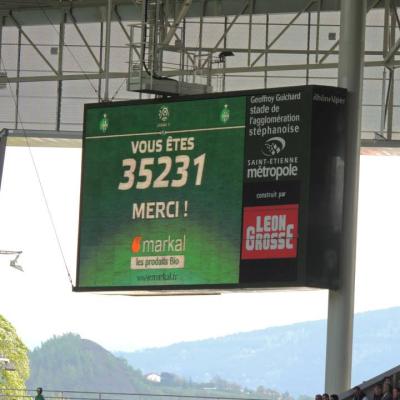 VOUS ÊTES
35231
MERCI !
markal
les produits Bio
Geoffroy Guichard
stade de
l'agglomération
stéphanoise
SAINT-ETIENNE
métropole
construit par
LEON
GROSSE